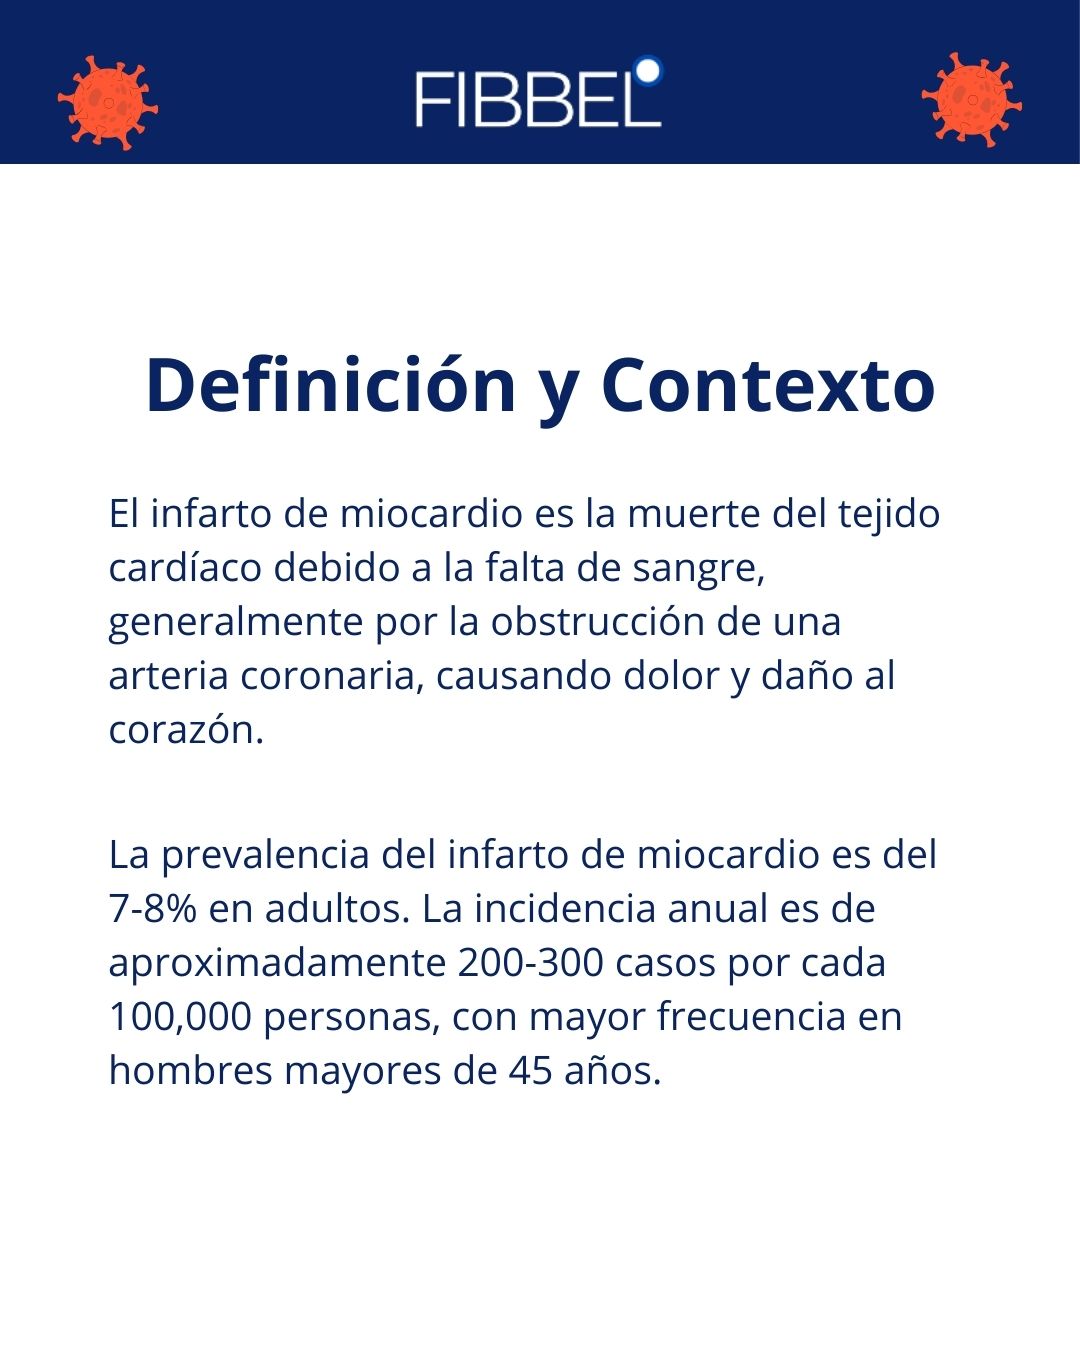 FIBBEL
Definición y Contexto
El infarto de miocardio es la muerte del tejido
cardíaco debido a la falta de sangre,
generalmente por la obstrucción de una
arteria coronaria, causando dolor y daño al
corazón.
La prevalencia del infarto de miocardio es del
7-8% en adultos. La incidencia anual es de
aproximadamente 200-300 casos por cada
100,000 personas, con mayor frecuencia en
hombres mayores de 45 años.